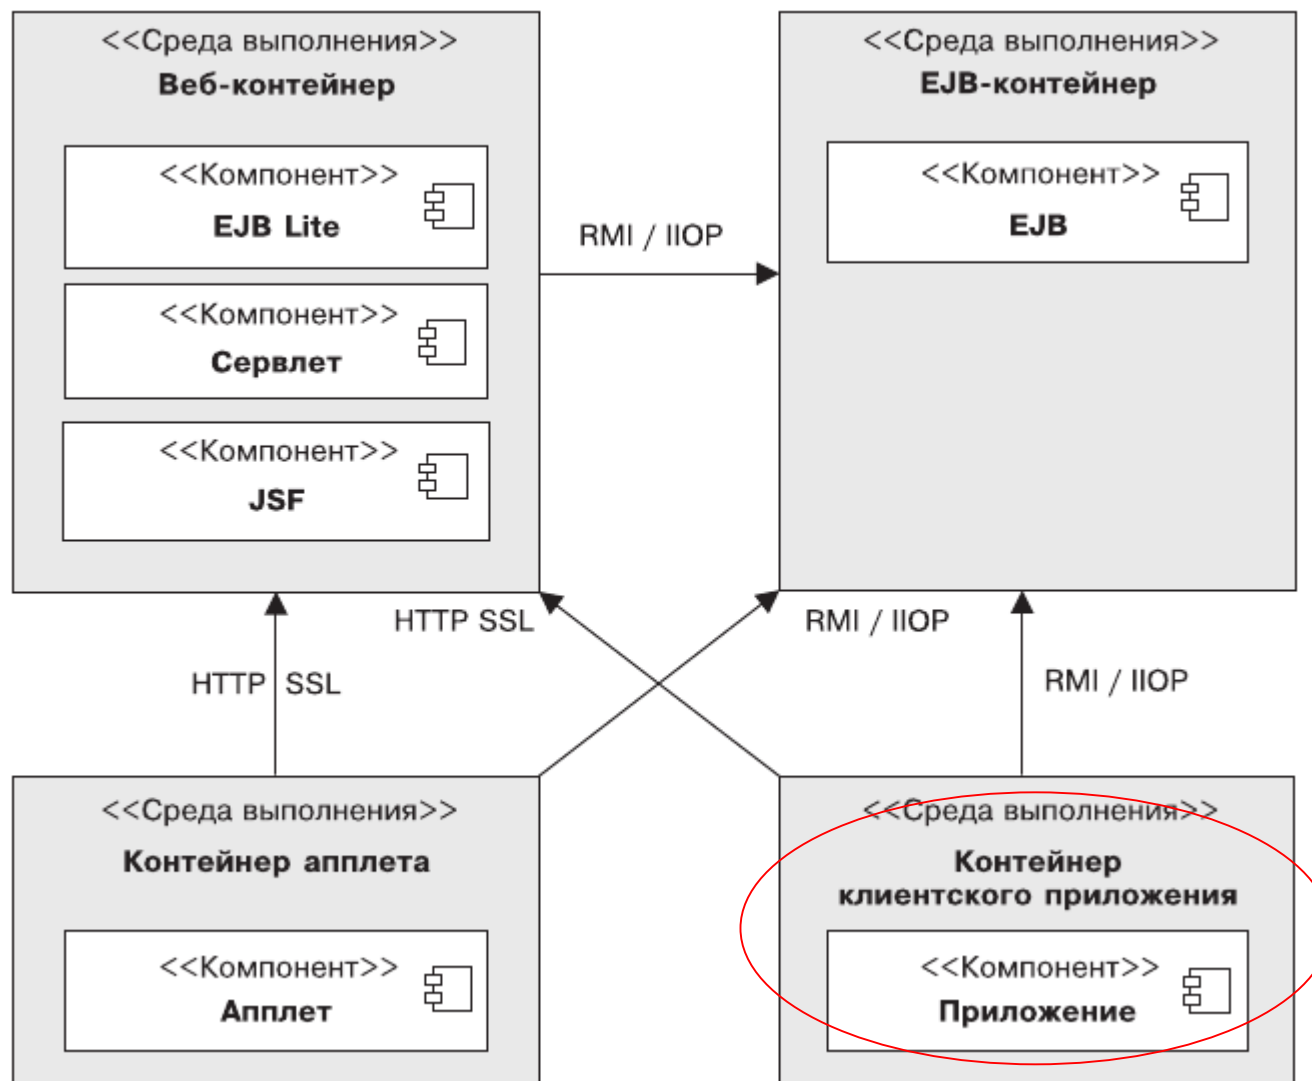 <<Среда выполнения>>
Веб-контейнер
<<Компонент>>
EJB Lite
<<Компонент>>
Сервлет
<<Компонент>>
JSF
RMI / IIOP
<<Среда выполнения>>
EJB-контейнер
<<Компонент>>
EJB
HTTP SSL
RMI / IIOP
HTTP SSL
RMI / IIOP
<<Среда выполнения>>
Контейнер апплета
<<Компонент>>
Апплет
<<Среда выполнения>>
Контейнер
клиентского приложения
<<Компонент>>
Приложение